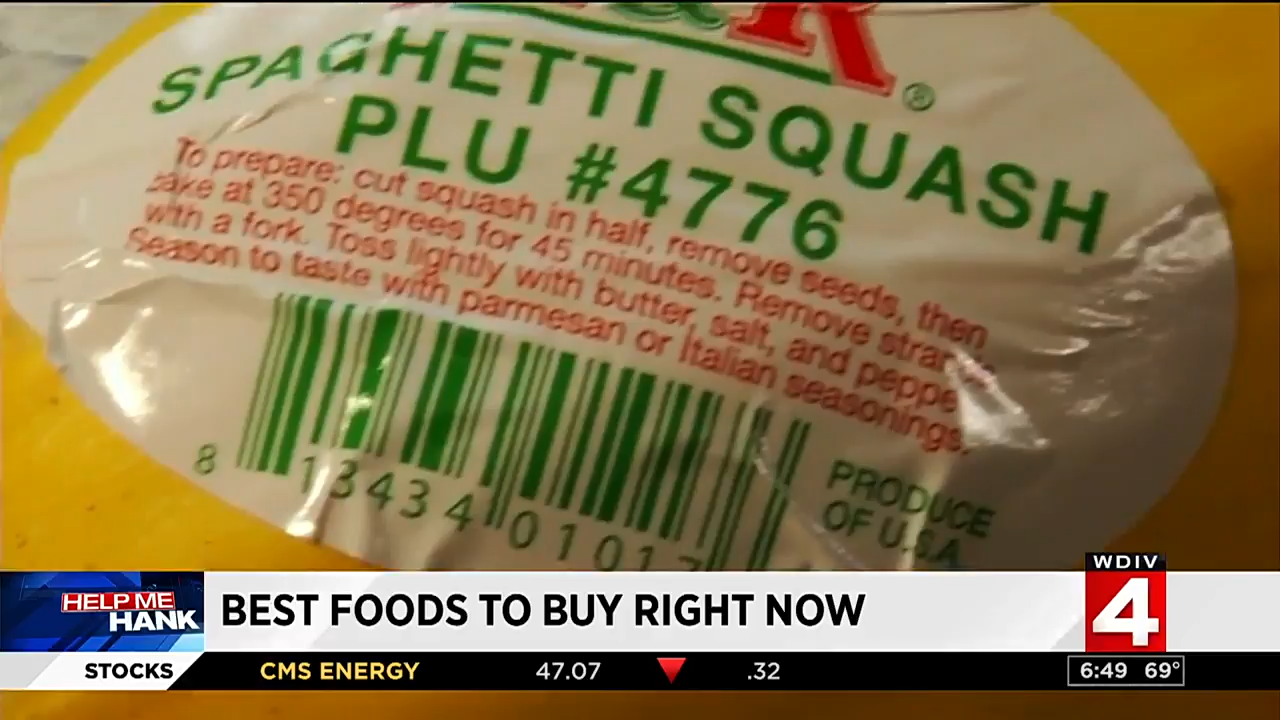 &R®
SPAGHETTI SQUASH
PLU #4776
To prepare: cut squash in half, remove seeds, then
bake at 350 degrees for 45 minutes. Remove
with a fork. Toss lightly with butter, salt, and
Season to taste with parmesan or Italian seasonings.
8 13434 0101
PRODUCE
OF U.S.A.
HELP ME
HANK
BEST FOODS TO BUY RIGHT NOW
WDIV
4
STOCKS
CMS ENERGY 47.07 ▼ .32
6:49 69°